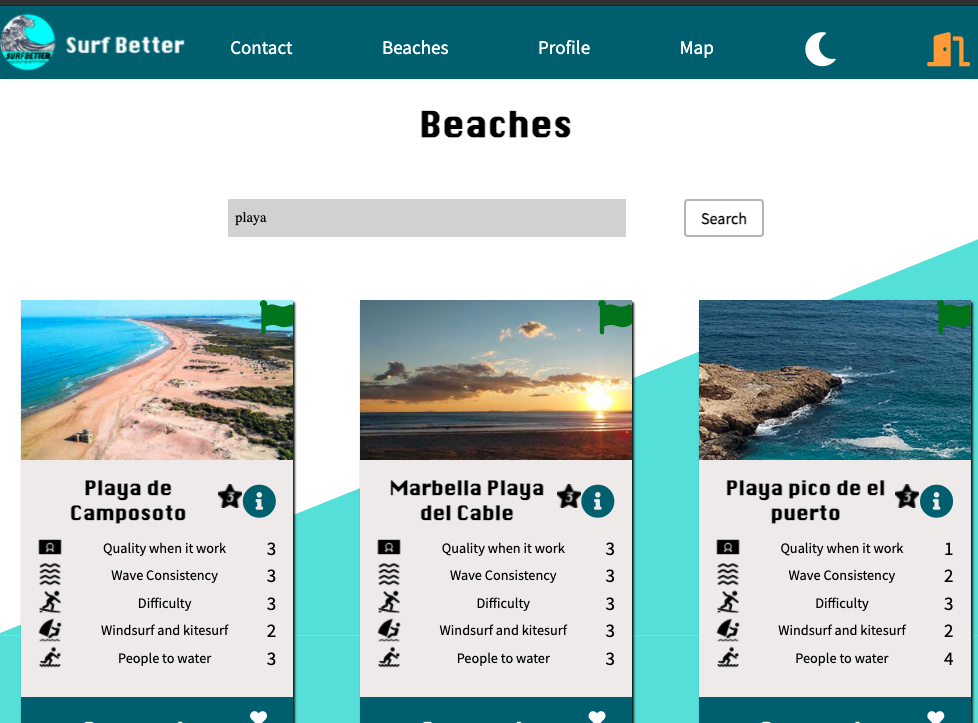 SURFBETTER
Surf Better
Contact
Beaches
Profile
Map
Beaches
playa
Search
Playa de
Camposoto
3
Quality when it work 3
Wave Consistency 3
Difficulty 3
Windsurf and kitesurf 2
People to water 3
Marbella Playa
del Cable
3
Quality when it work 3
Wave Consistency 3
Difficulty 3
Windsurf and kitesurf 3
People to water 3
Playa pico de el
puerto
3
Quality when it work 1
Wave Consistency 2
Difficulty 3
Windsurf and kitesurf 2
People to water 4